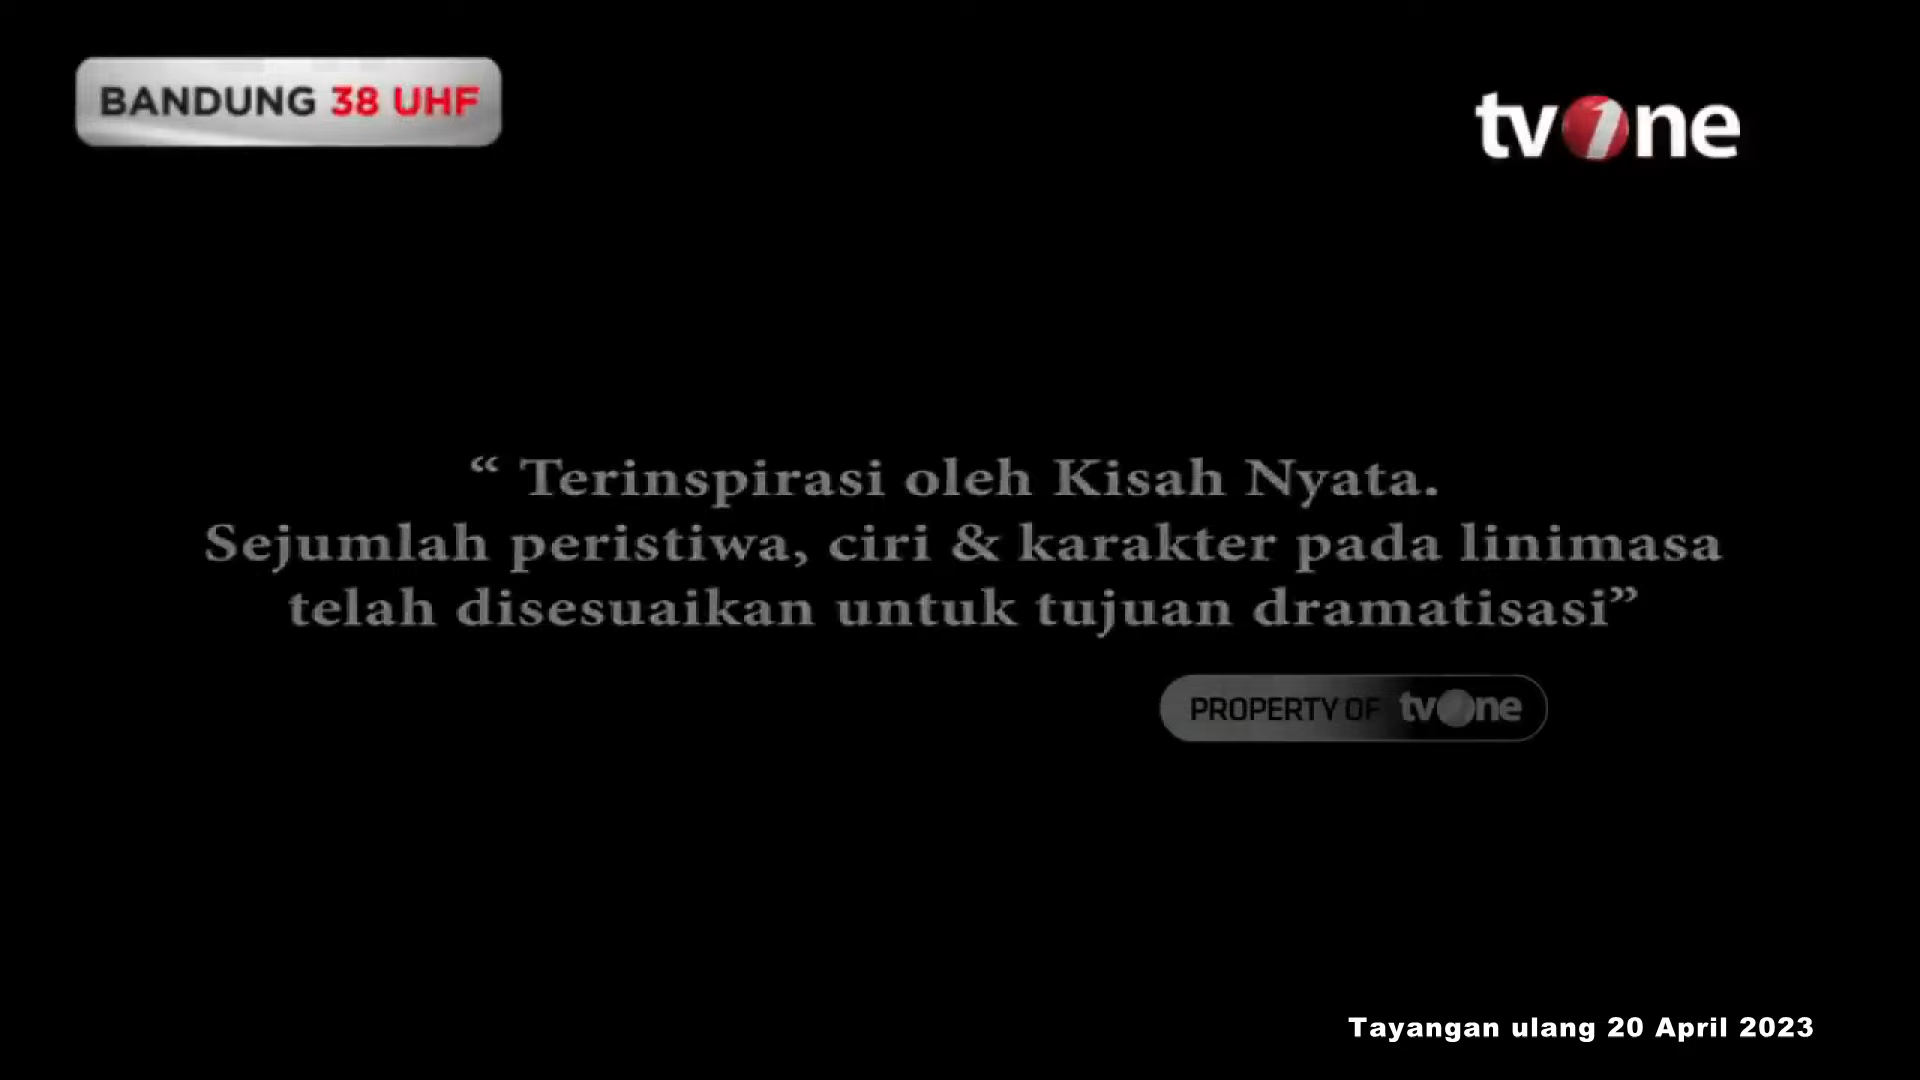 BANDUNG 38 UHF
tvOne
“ Terinspirasi oleh Kisah Nyata.
Sejumlah peristiwa, ciri & karakter pada linimasa
telah disesuaikan untuk tujuan dramatisasi”
PROPERTY OF tvOne
Tayangan ulang 20 April 2023